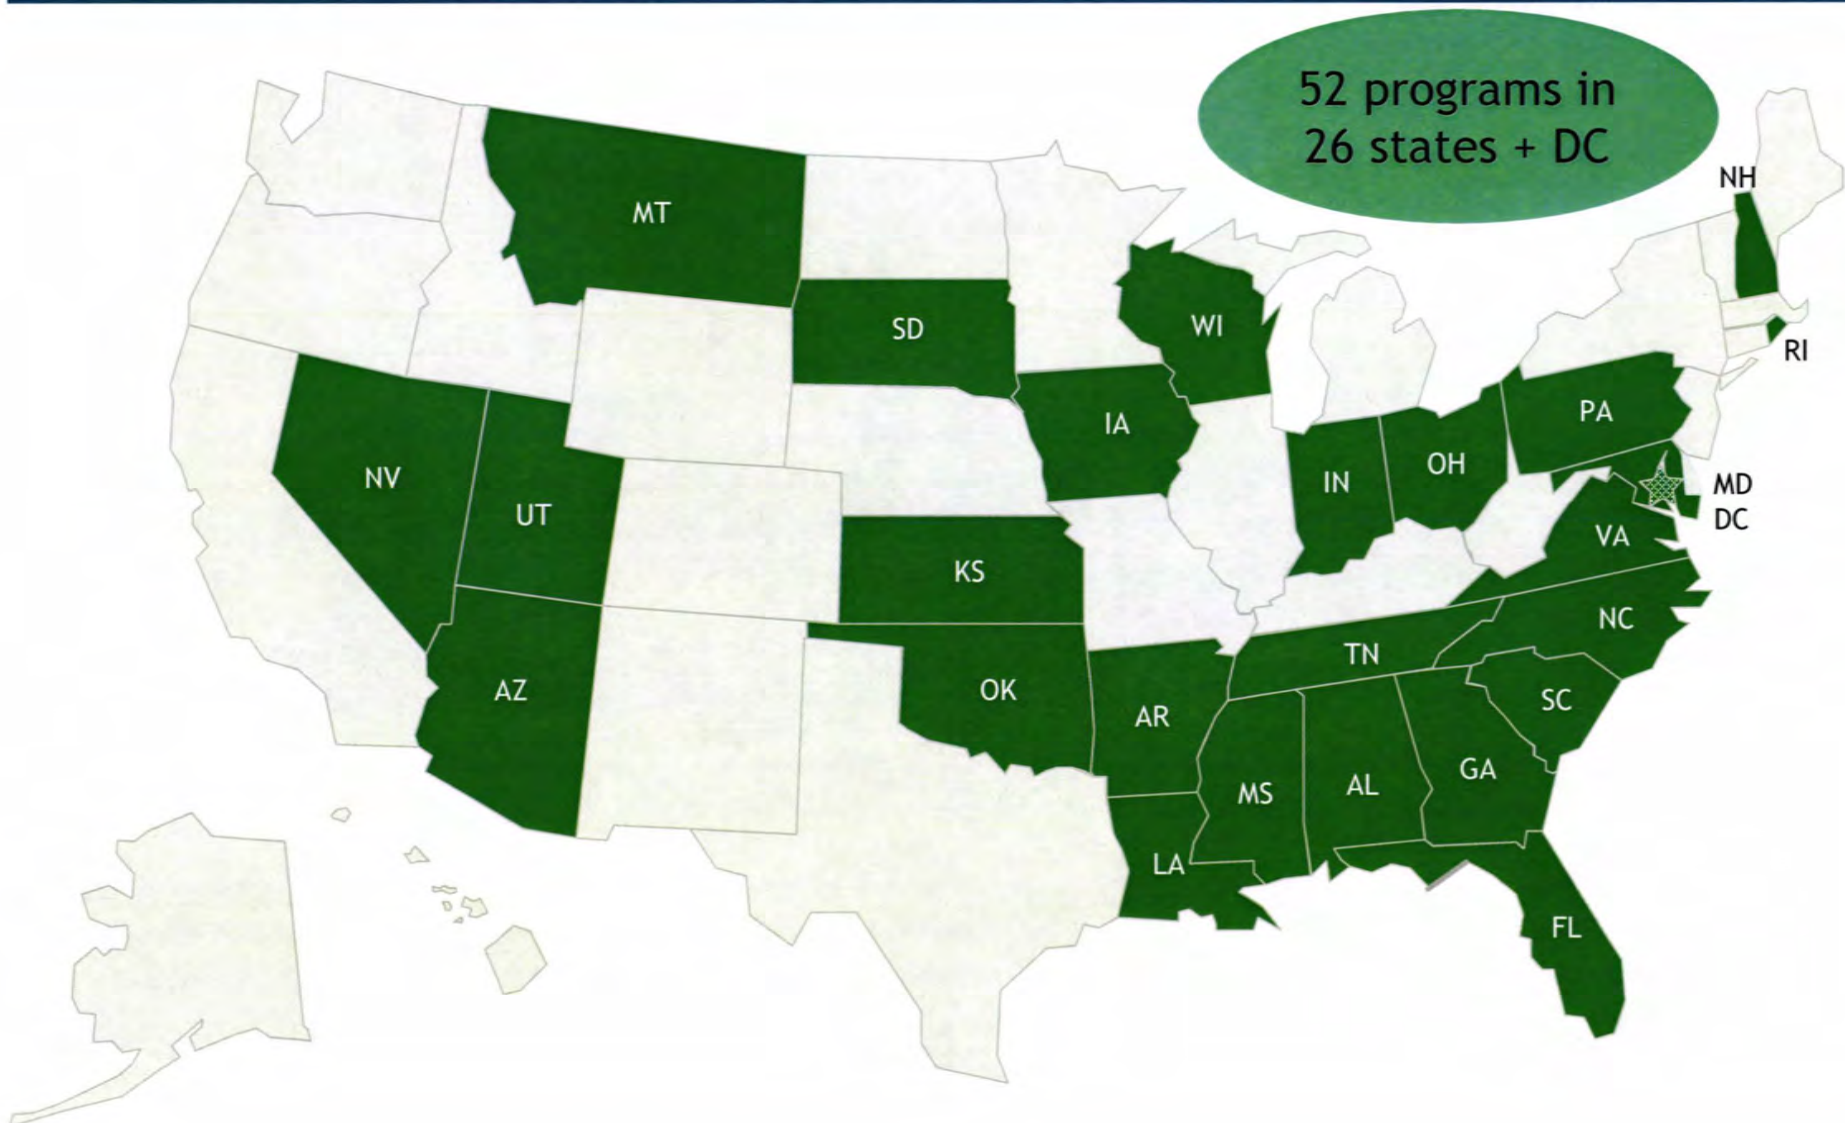 52 programs in
26 states + DC
NH
MT
SD
WI
RI
IA
PA
NV
UT
IN
OH
MD
DC
VA
KS
NC
TN
AZ
OK
AR
SC
MS
AL
GA
LA
FL